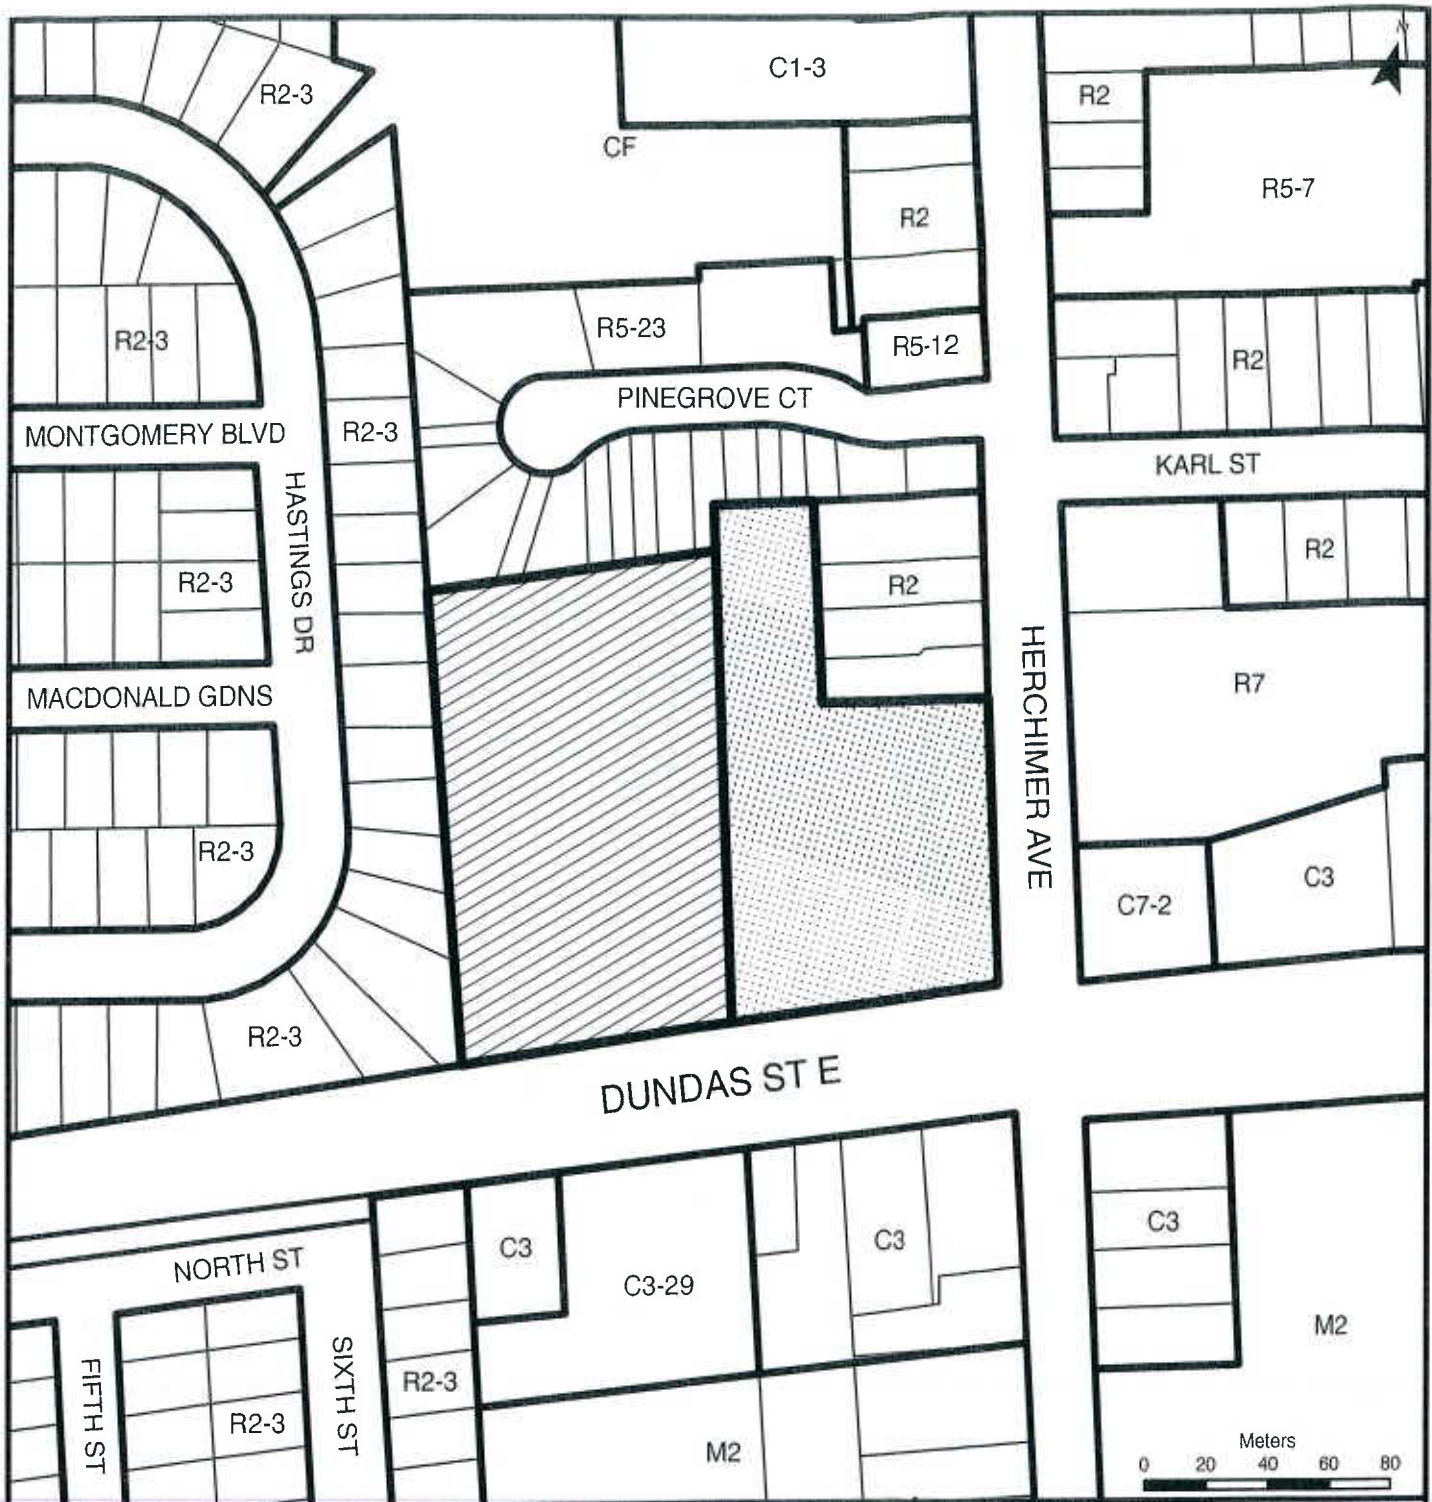 N
C1-3
R2-3
R2
CF
R5-7
R2
R5-23
R2-3
R5-12
R2
PINEGROVE CT
MONTGOMERY BLVD
R2-3
KARL ST
HASTINGS DR
R2
R2-3
R2
HERCHIMER AVE
MACDONALD GDNS
R7
R2-3
C3
C7-2
R2-3
DUNDAS ST E
C3
C3
C3
NORTH ST
C3-29
M2
SIXTH ST
R2-3
FIFTH ST
R2-3
M2
Meters
0 20 40 60 80